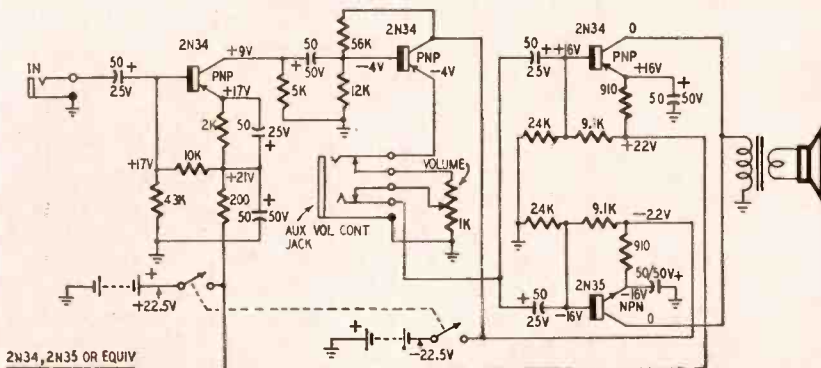 2N34
PNP
+9V
50
25V
IN
+17V
2K
50
25V
+
+17V
10K
+21V
43K
200
50
50V
+
+
50
50V
5K
56K
12K
-4V
PNP
2N34
-4V
VOLUME
1K
AUX VOL CONT
JACK
+
+22.5V
+
-22.5V
2N34
PNP
0
50
25V
+
+16V
+16V
910
50
50V
+
24K
9.1K
+22V
24K
9.1K
-22V
910
2N35
NPN
50/50V
+
-16V
0
+
50
25V
-16V
2N34, 2N35 OR EQUIV